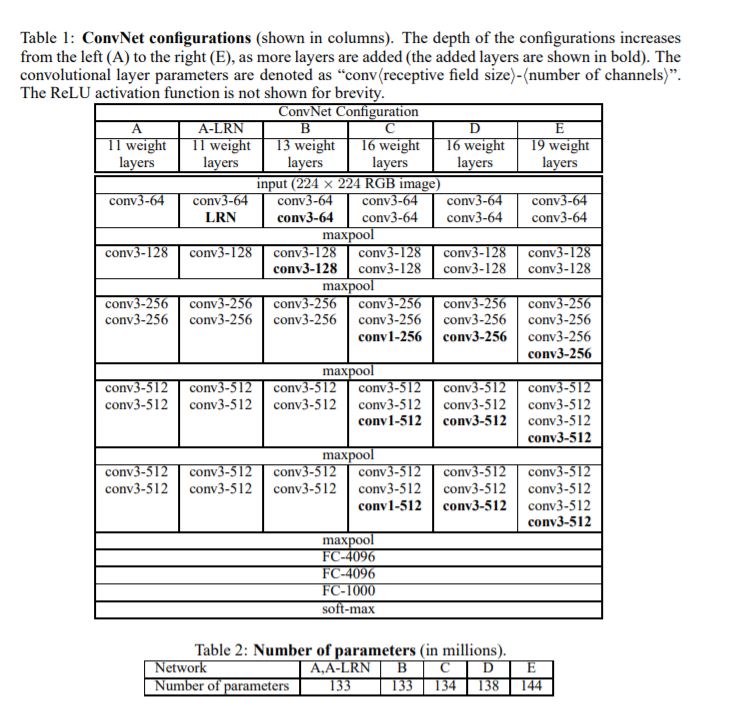 Table 1: ConvNet configurations (shown in columns). The depth of the configurations increases
from the left (A) to the right (E), as more layers are added (the added layers are shown in bold). The
convolutional layer parameters are denoted as “conv⟨receptive field size⟩-⟨number of channels⟩”.
The ReLU activation function is not shown for brevity.
ConvNet Configuration
A A-LRN B C D E
11 weight 11 weight 13 weight 16 weight 16 weight 19 weight
layers layers layers layers layers layers
input (224 × 224 RGB image)
conv3-64 conv3-64 conv3-64 conv3-64 conv3-64 conv3-64
LRN conv3-64 conv3-64 conv3-64 conv3-64
maxpool
conv3-128 conv3-128 conv3-128 conv3-128 conv3-128 conv3-128
conv3-128 conv3-128 conv3-128 conv3-128
maxpool
conv3-256 conv3-256 conv3-256 conv3-256 conv3-256 conv3-256
conv3-256 conv3-256 conv3-256 conv3-256 conv3-256 conv3-256
conv1-256 conv3-256 conv3-256
conv3-256
maxpool
conv3-512 conv3-512 conv3-512 conv3-512 conv3-512 conv3-512
conv3-512 conv3-512 conv3-512 conv3-512 conv3-512 conv3-512
conv1-512 conv3-512 conv3-512
conv3-512
maxpool
conv3-512 conv3-512 conv3-512 conv3-512 conv3-512 conv3-512
conv3-512 conv3-512 conv3-512 conv3-512 conv3-512 conv3-512
conv1-512 conv3-512 conv3-512
conv3-512
maxpool
FC-4096
FC-4096
FC-1000
soft-max
Table 2: Number of parameters (in millions).
Network A,A-LRN B C D E
Number of parameters 133 133 134 138 144